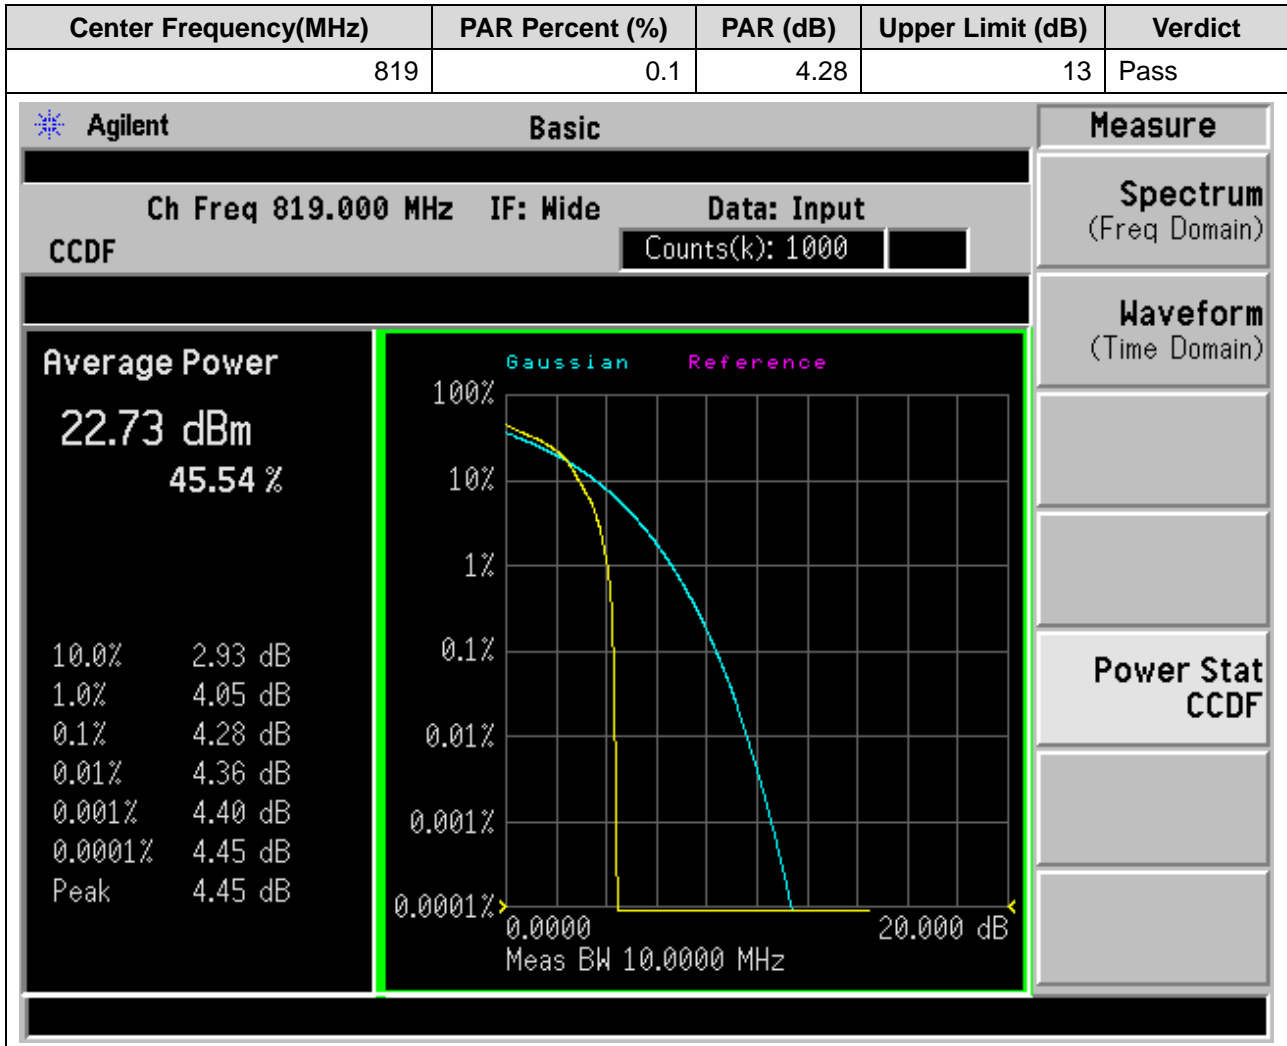 Center Frequency(MHz) PAR Percent (%) PAR (dB) Upper Limit (dB) Verdict
819 0.1 4.28 13 Pass
Agilent Basic Measure
Ch Freq 819.000 MHz IF: Wide Data: Input
CCDF Counts(k): 1000
Spectrum
(Freq Domain)
Waveform
(Time Domain)
Power Stat
CCDF
Average Power
22.73 dBm
45.54 %
10.0% 2.93 dB
1.0% 4.05 dB
0.1% 4.28 dB
0.01% 4.36 dB
0.001% 4.40 dB
0.0001% 4.45 dB
Peak 4.45 dB
Gaussian Reference
100%
10%
1%
0.1%
0.01%
0.001%
0.0001%
0.0000 20.000 dB
Meas BW 10.0000 MHz